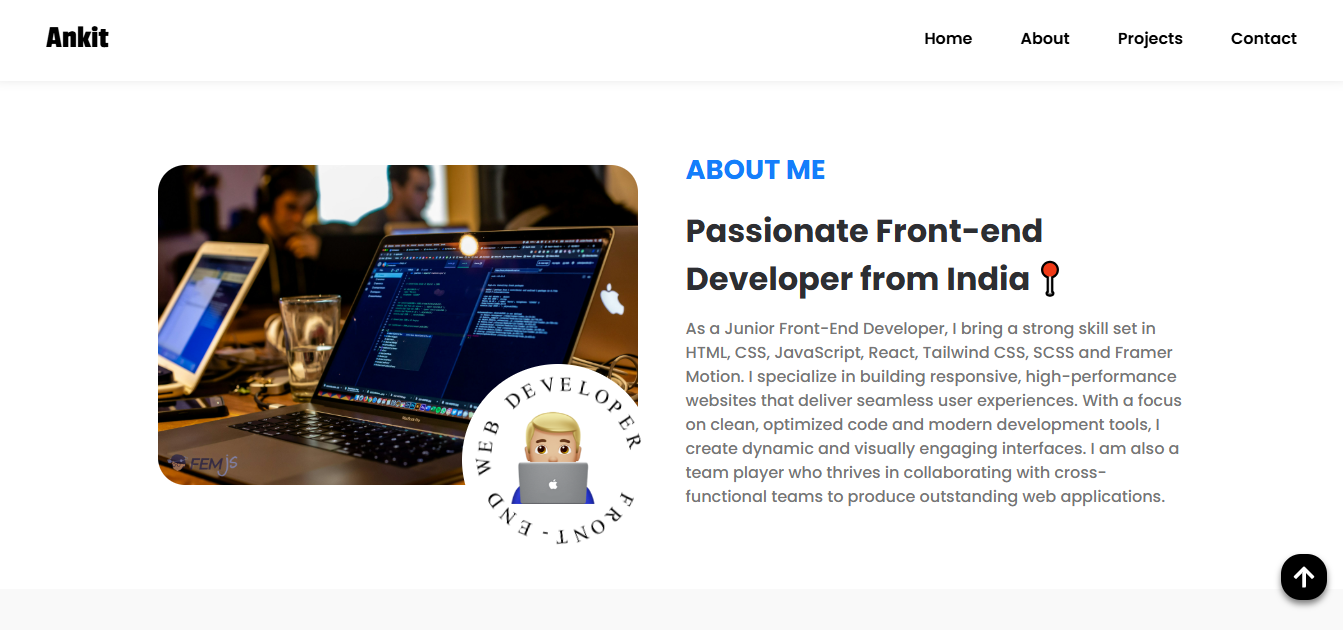 Ankit
Home About Projects Contact
FEMjs
WEB DEVELOPER
FRONT-END
ABOUT ME
Passionate Front-end
Developer from India
As a Junior Front-End Developer, I bring a strong skill set in
HTML, CSS, JavaScript, React, Tailwind CSS, SCSS and Framer
Motion. I specialize in building responsive, high-performance
websites that deliver seamless user experiences. With a focus
on clean, optimized code and modern development tools, I
create dynamic and visually engaging interfaces. I am also a
team player who thrives in collaborating with cross-
functional teams to produce outstanding web applications.